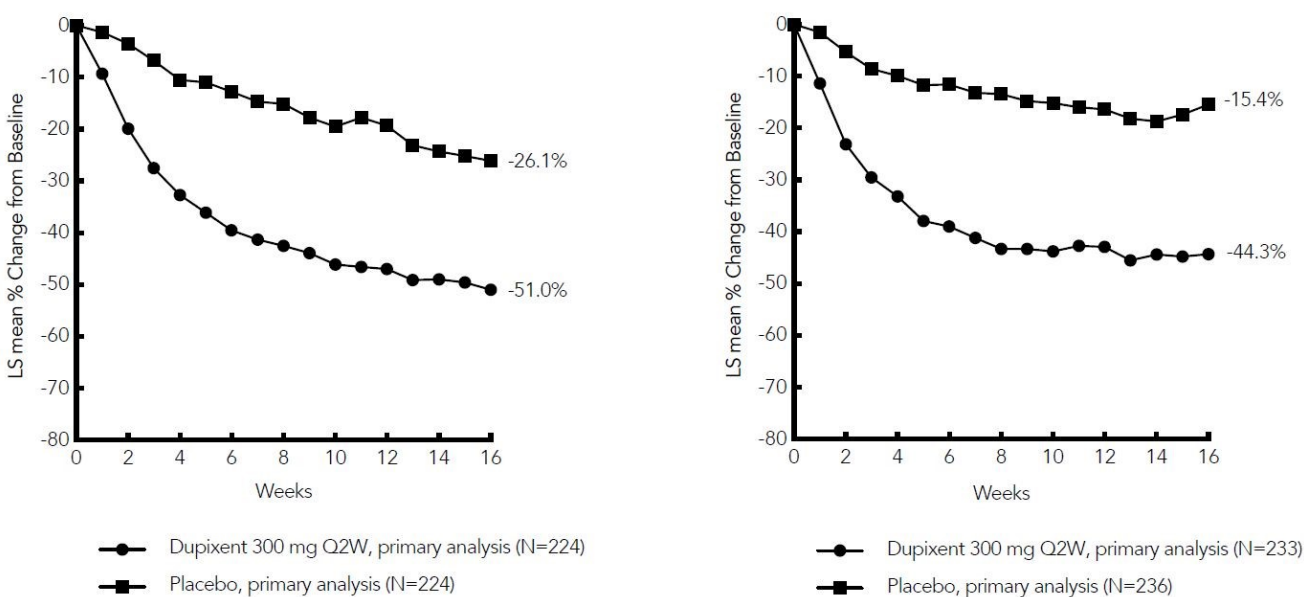 LS mean % Change from Baseline
0
-10
-20
-30
-40
-50
-60
-70
-80
-26.1%
-51.0%
0 2 4 6 8 10 12 14 16
Weeks
Dupixent 300 mg Q2W, primary analysis (N=224)
Placebo, primary analysis (N=224)
LS mean % Change from Baseline
0
-10
-20
-30
-40
-50
-60
-70
-80
-15.4%
-44.3%
0 2 4 6 8 10 12 14 16
Weeks
Dupixent 300 mg Q2W, primary analysis (N=233)
Placebo, primary analysis (N=236)